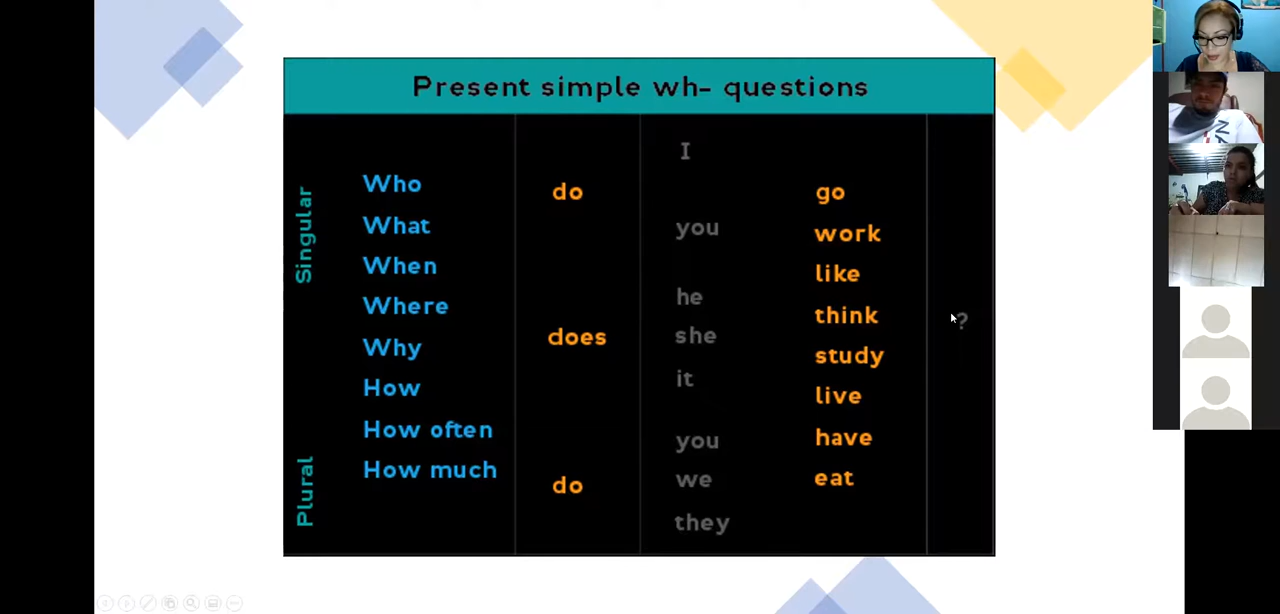 Present simple wh- questions
Singular
Plural
Who
What
When
Where
Why
How
How often
How much
do
does
do
I
you
he
she
it
you
we
they
go
work
like
think
study
live
have
eat
?